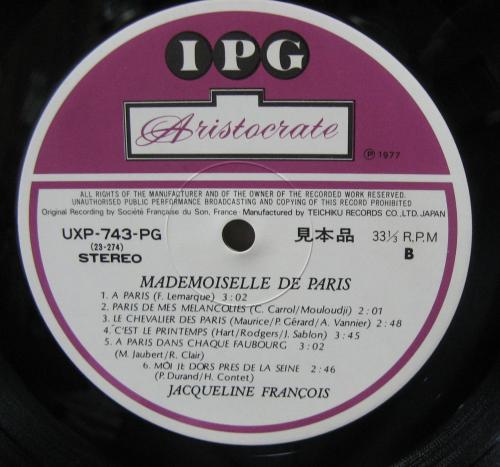 IPG
Aristocrate
℗ 1977
ALL RIGHTS OF THE MANUFACTURER AND OF THE OWNER OF THE RECORDED WORK RESERVED.
UNAUTHORISED PUBLIC PERFORMANCE BROADCASTING AND COPYING OF THIS RECORD PROHIBITED
Original Recording by Société Française du Son, France · Manufactured by TEICHIKU RECORDS CO.,LTD. JAPAN
UXP-743-PG 見本品 33⅓ R.P.M
(23-274) B
STEREO
MADEMOISELLE DE PARIS
1. A PARIS (F. Lemarque) 3:02
2. PARIS DE MES MELANCOLIES (C. Carrol/Mouloudji) 2:01
3. LE CHEVALIER DES PARIS (Maurice/P. Gérard/A. Vannier) 2:48
4. C'EST LE PRINTEMPS (Hart/Rodgers/J. Sablon) 3:45
5. A PARIS DANS CHAQUE FAUBOURG 3:02
(M. Jaubert/R. Clair)
6. MÔI JE DORS PRES DE LA SEINE 2:46
(P. Durand/H. Contet)
JACQUELINE FRANÇOIS